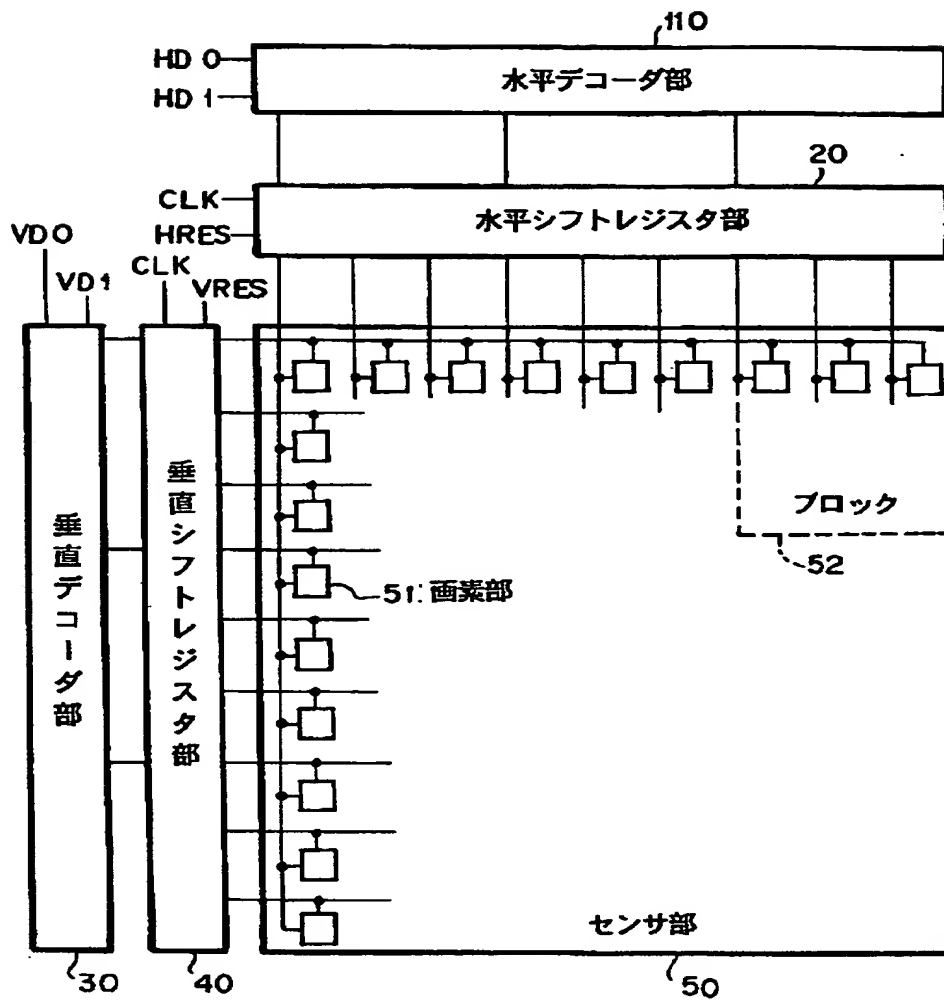 110
HD 0
水平デコーダ部
HD 1
20
CLK
水平シフトレジスタ部
HRES
VD0
VD1
CLK
VRES
垂直デコーダ部
垂直シフトレジスタ部
ブロック
52
51:画素部
センサ部
30
40
50